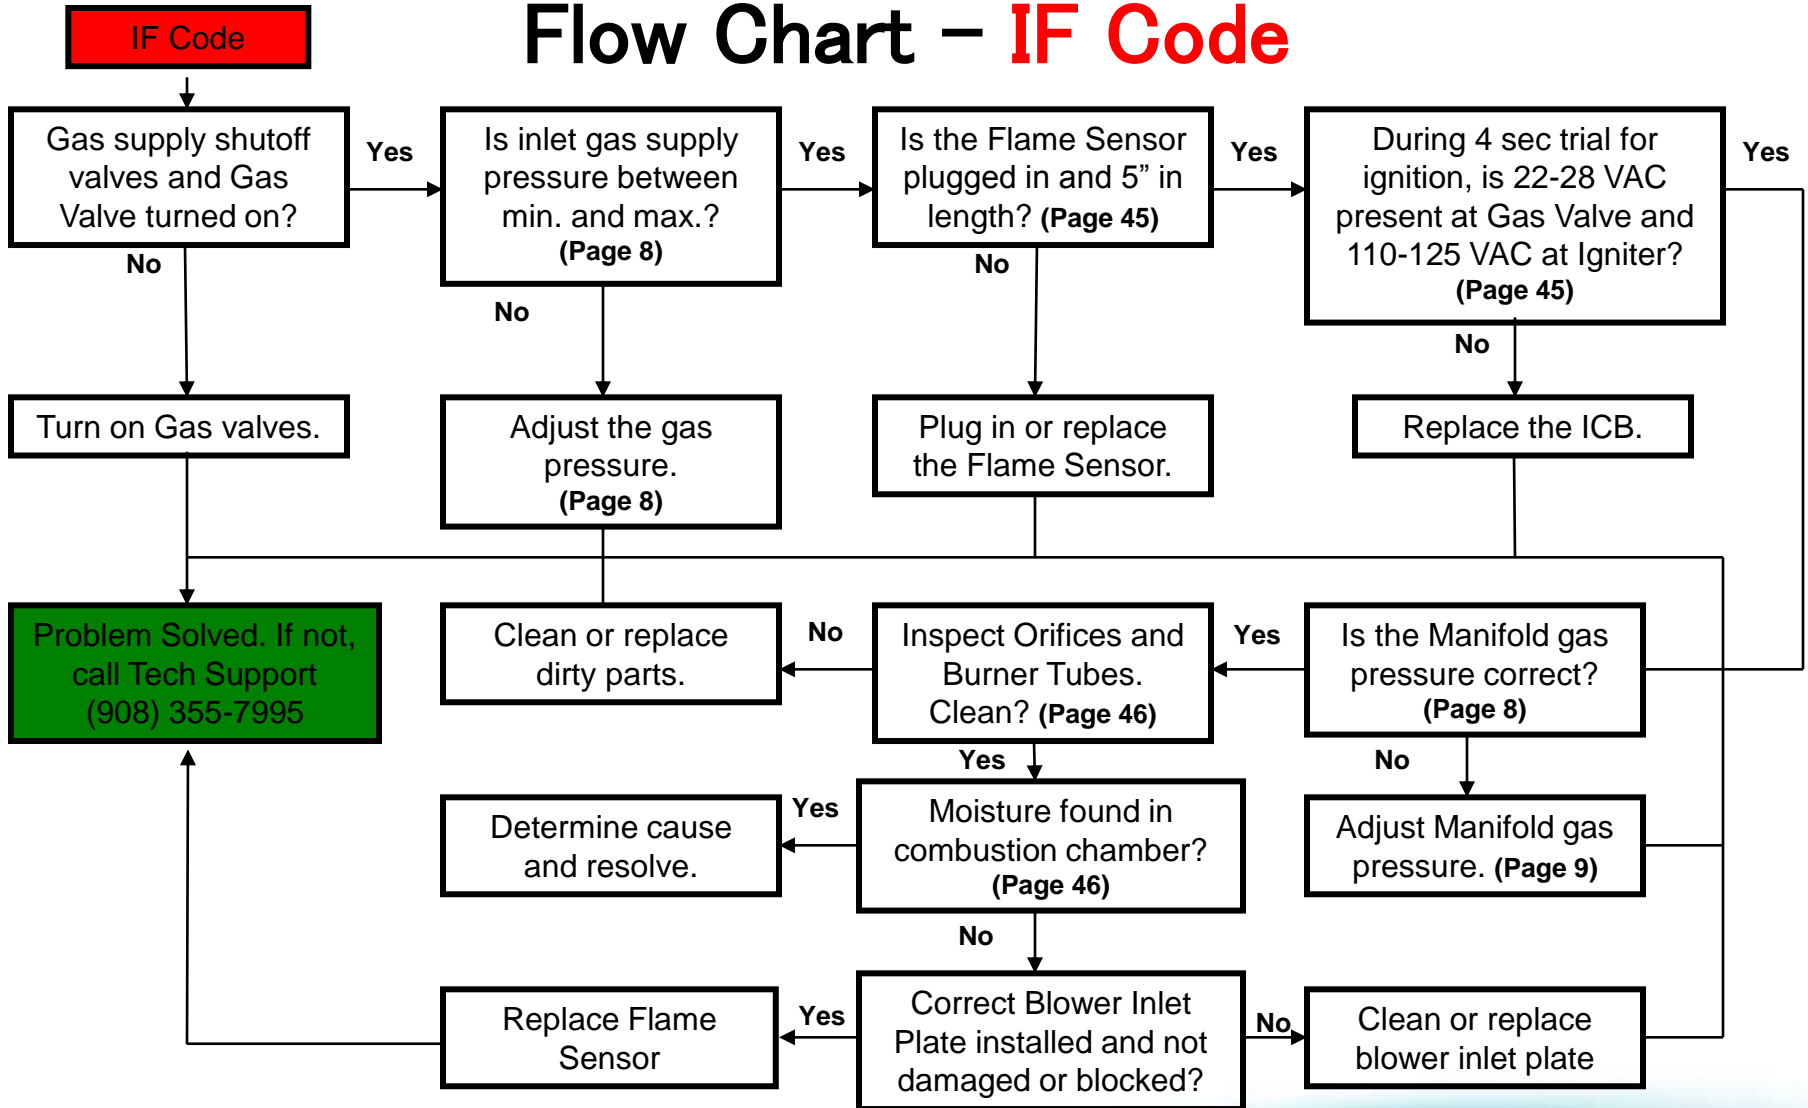 Flow Chart – IF Code
IF Code
Gas supply shutoff
valves and Gas
Valve turned on?
Yes
Is inlet gas supply
pressure between
min. and max.?
(Page 8)
Yes
Is the Flame Sensor
plugged in and 5” in
length? (Page 45)
Yes
During 4 sec trial for
ignition, is 22-28 VAC
present at Gas Valve and
110-125 VAC at Igniter?
(Page 45)
Yes
No
No
No
No
Turn on Gas valves.
Adjust the gas
pressure.
(Page 8)
Plug in or replace
the Flame Sensor.
Replace the ICB.
Problem Solved. If not,
call Tech Support
(908) 355-7995
Clean or replace
dirty parts.
No
Inspect Orifices and
Burner Tubes.
Clean? (Page 46)
Yes
Is the Manifold gas
pressure correct?
(Page 8)
Yes
No
Determine cause
and resolve.
Yes
Moisture found in
combustion chamber?
(Page 46)
Adjust Manifold gas
pressure. (Page 9)
No
Replace Flame
Sensor
Yes
Correct Blower Inlet
Plate installed and not
damaged or blocked?
No
Clean or replace
blower inlet plate